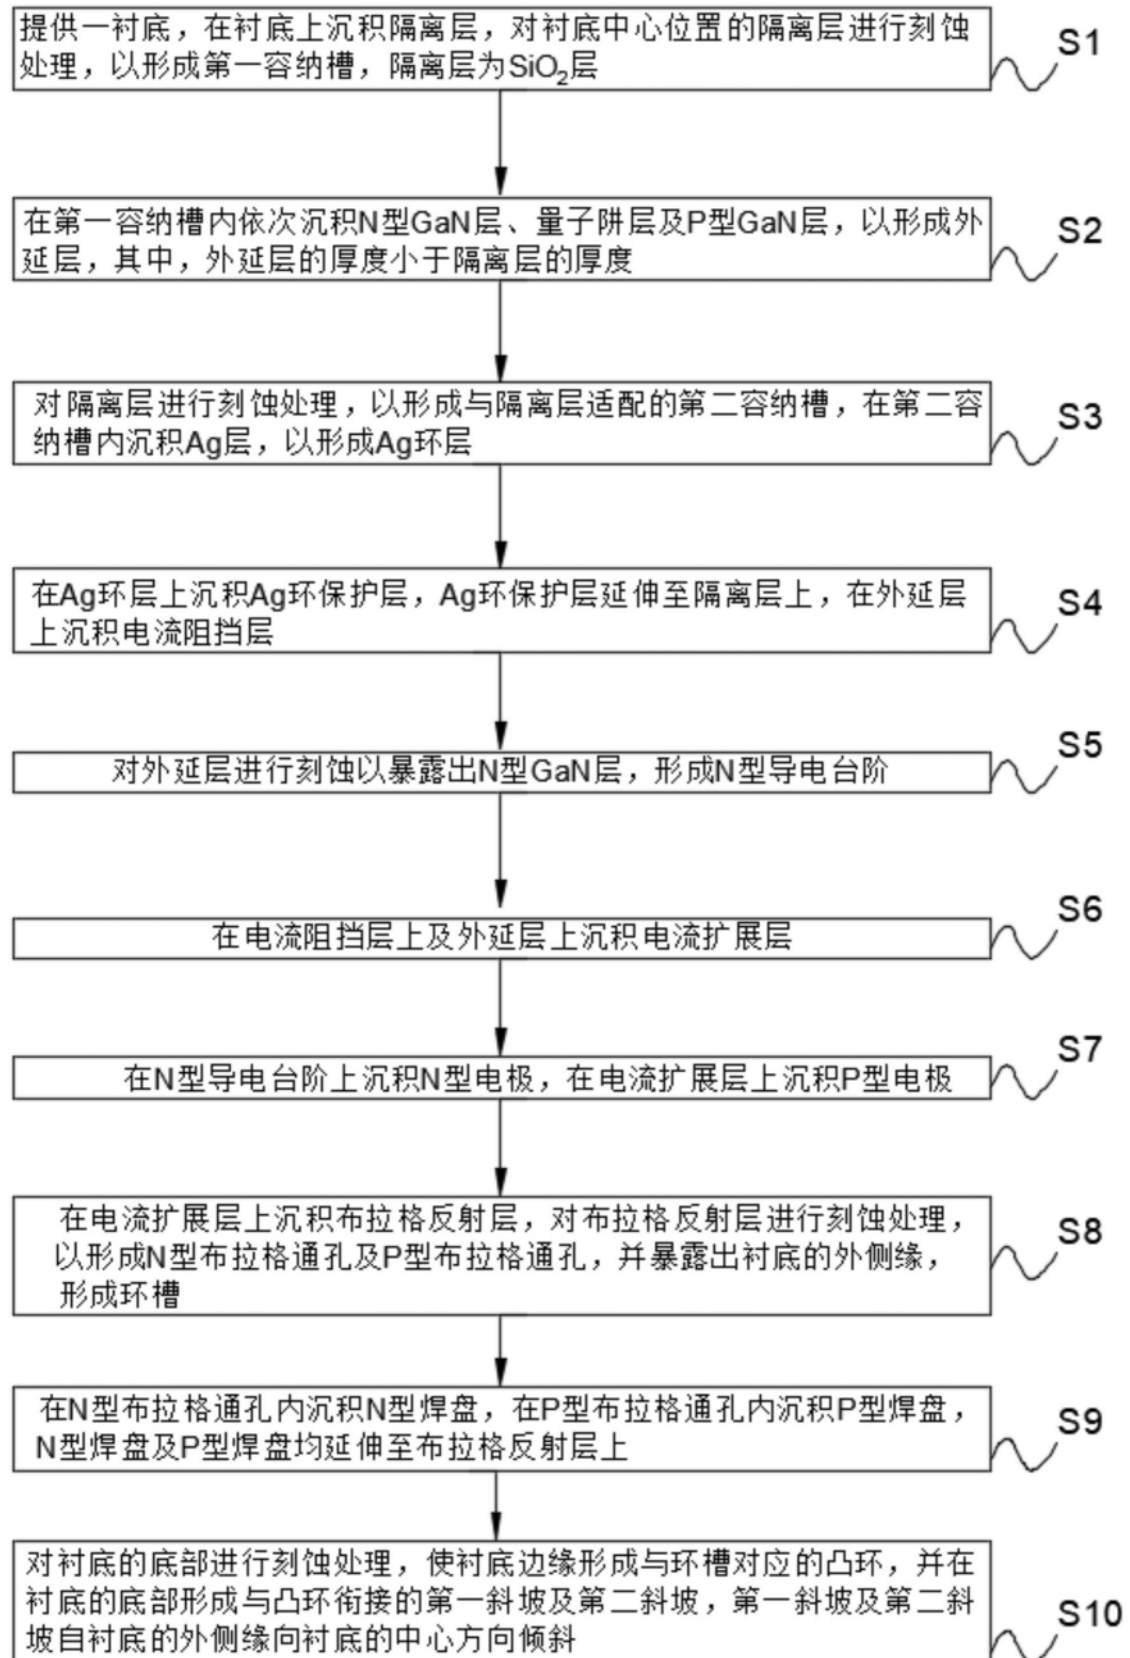 提供一衬底，在衬底上沉积隔离层，对衬底中心位置的隔离层进行刻蚀
处理，以形成第一容纳槽，隔离层为SiO₂层
S1
在第一容纳槽内依次沉积N型GaN层、量子阱层及P型GaN层，以形成外
延层，其中，外延层的厚度小于隔离层的厚度
S2
对隔离层进行刻蚀处理，以形成与隔离层适配的第二容纳槽，在第二容
纳槽内沉积Ag层，以形成Ag环层
S3
在Ag环层上沉积Ag环保护层，Ag环保护层延伸至隔离层上，在外延层
上沉积电流阻挡层
S4
对外延层进行刻蚀以暴露出N型GaN层，形成N型导电台阶
S5
在电流阻挡层上及外延层上沉积电流扩展层
S6
在N型导电台阶上沉积N型电极，在电流扩展层上沉积P型电极
S7
在电流扩展层上沉积布拉格反射层，对布拉格反射层进行刻蚀处理，
以形成N型布拉格通孔及P型布拉格通孔，并暴露出衬底的外侧缘，
形成环槽
S8
在N型布拉格通孔内沉积N型焊盘，在P型布拉格通孔内沉积P型焊盘，
N型焊盘及P型焊盘均延伸至布拉格反射层上
S9
对衬底的底部进行刻蚀处理，使衬底边缘形成与环槽对应的凸环，并在
衬底的底部形成与凸环衔接的第一斜坡及第二斜坡，第一斜坡及第二斜
坡自衬底的外侧缘向衬底的中心方向倾斜
S10